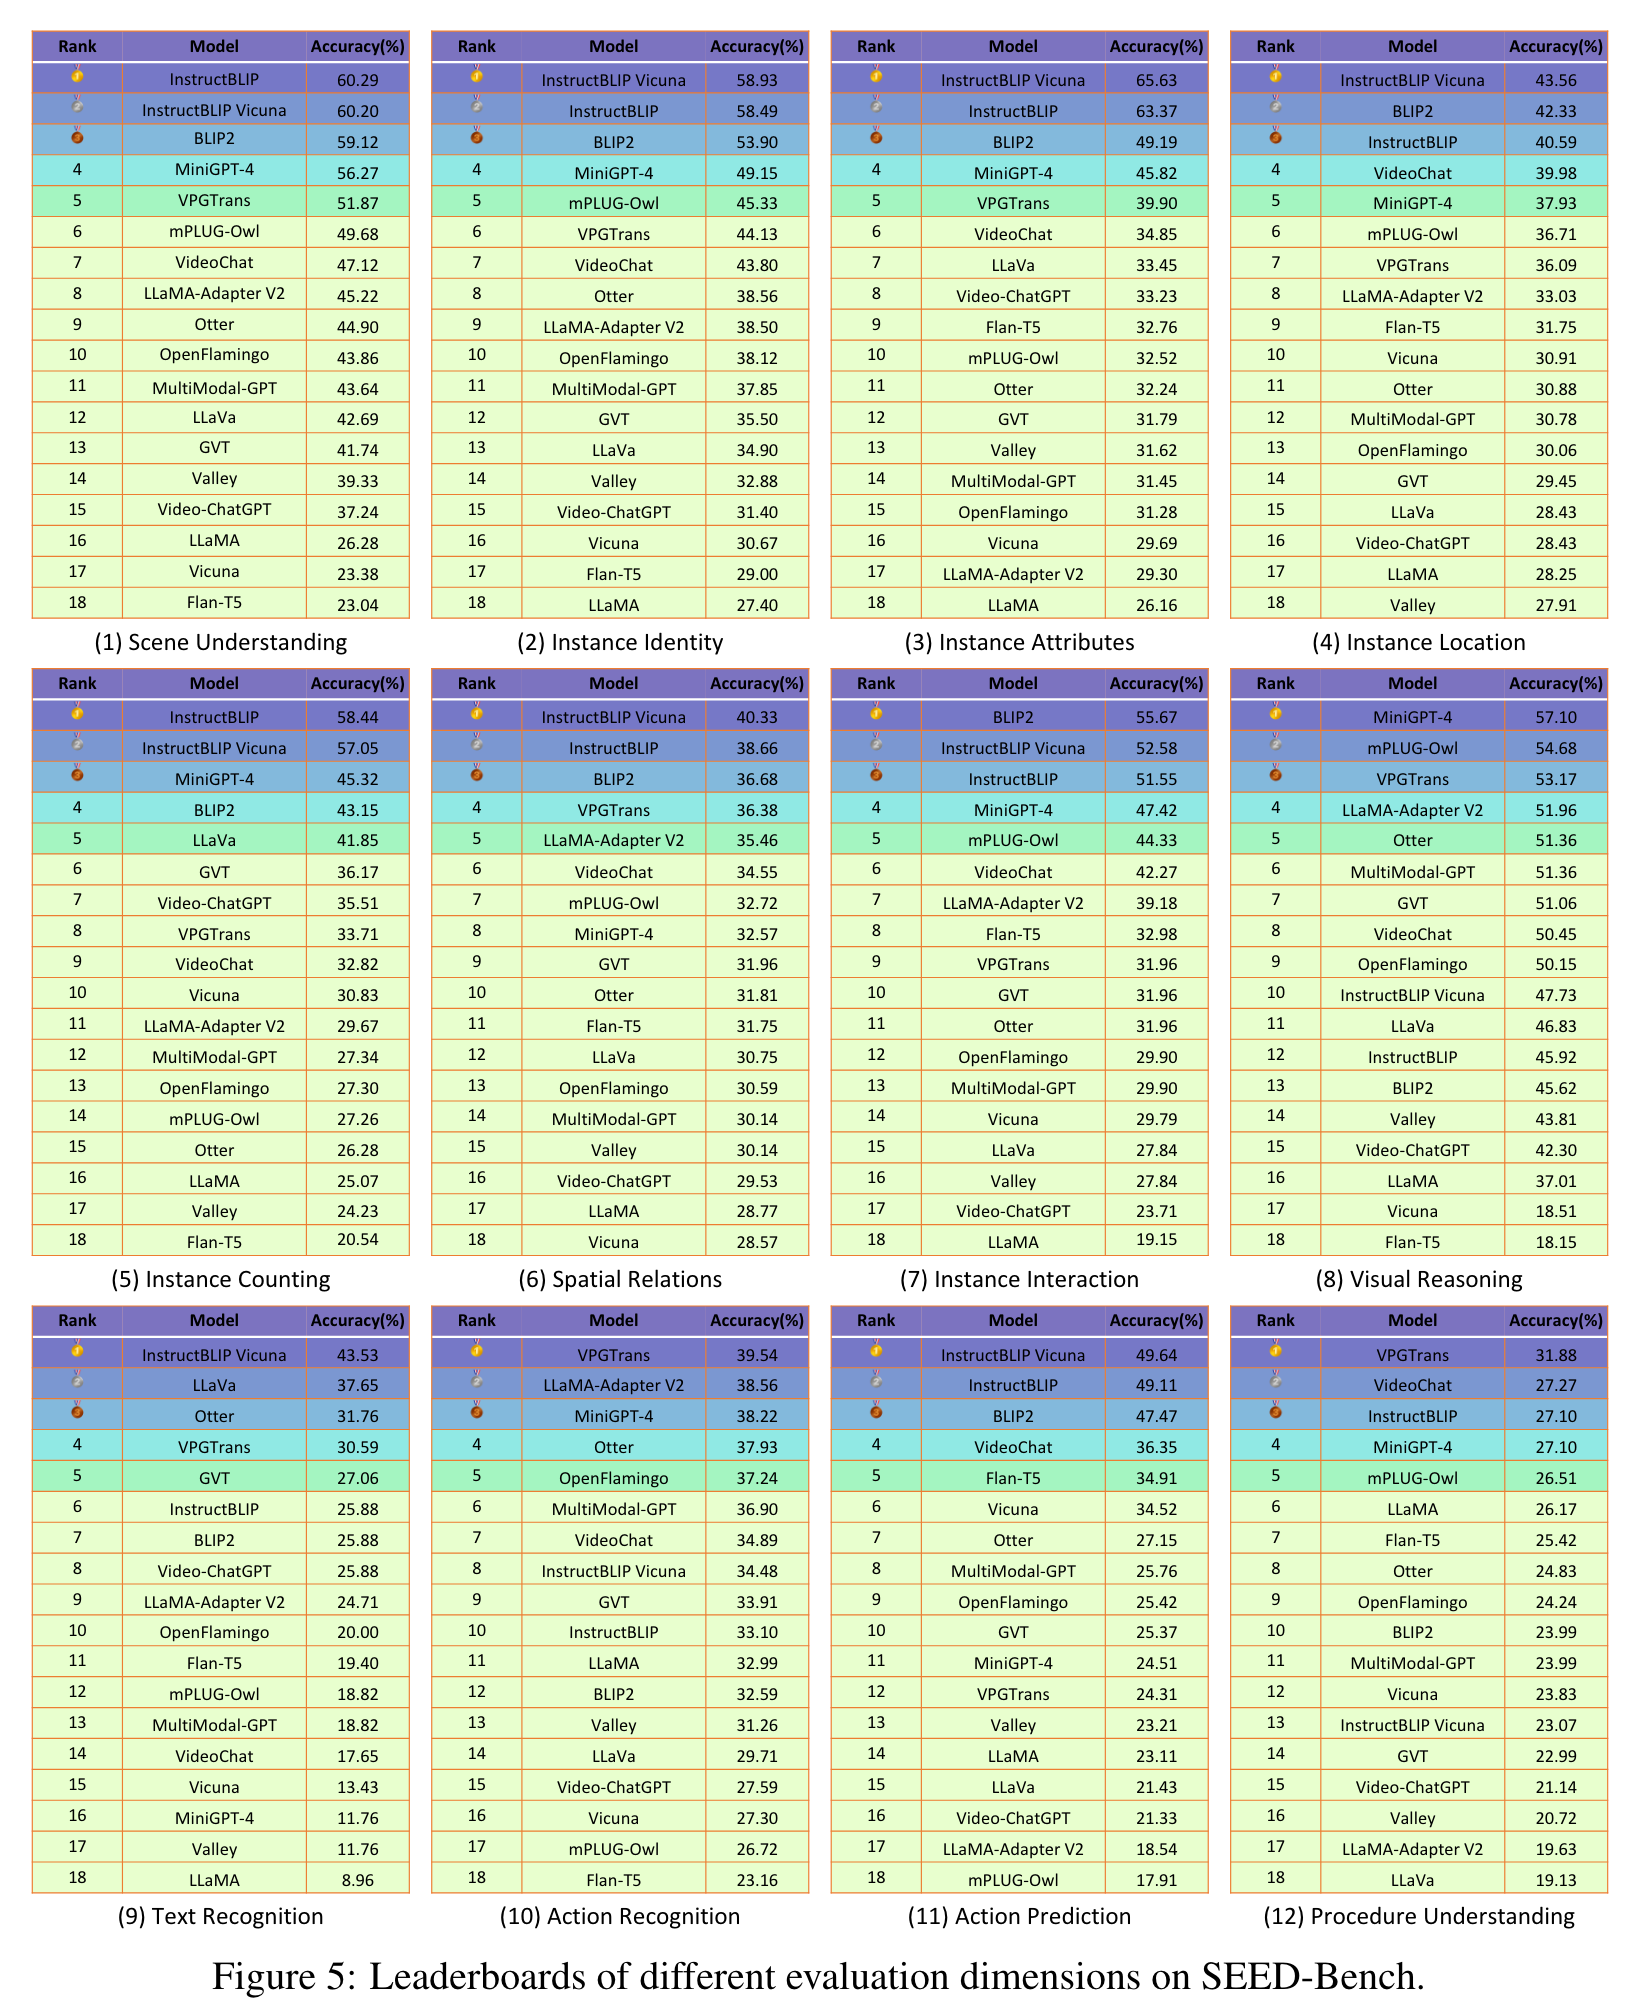 Rank Model Accuracy(%)
1 InstructBLIP 60.29
2 InstructBLIP Vicuna 60.20
3 BLIP2 59.12
4 MiniGPT-4 56.27
5 VPGTrans 51.87
6 mPLUG-Owl 49.68
7 VideoChat 47.12
8 LLaMA-Adapter V2 45.22
9 Otter 44.90
10 OpenFlamingo 43.86
11 MultiModal-GPT 43.64
12 LLaVa 42.69
13 GVT 41.74
14 Valley 39.33
15 Video-ChatGPT 37.24
16 LLaMA 26.28
17 Vicuna 23.38
18 Flan-T5 23.04
(1) Scene Understanding
Rank Model Accuracy(%)
1 InstructBLIP Vicuna 58.93
2 InstructBLIP 58.49
3 BLIP2 53.90
4 MiniGPT-4 49.15
5 mPLUG-Owl 45.33
6 VPGTrans 44.13
7 VideoChat 43.80
8 Otter 38.56
9 LLaMA-Adapter V2 38.50
10 OpenFlamingo 38.12
11 MultiModal-GPT 37.85
12 GVT 35.50
13 LLaVa 34.90
14 Valley 32.88
15 Video-ChatGPT 31.40
16 Vicuna 30.67
17 Flan-T5 29.00
18 LLaMA 27.40
(2) Instance Identity
Rank Model Accuracy(%)
1 InstructBLIP Vicuna 65.63
2 InstructBLIP 63.37
3 BLIP2 49.19
4 MiniGPT-4 45.82
5 VPGTrans 39.90
6 VideoChat 34.85
7 LLaVa 33.45
8 Video-ChatGPT 33.23
9 Flan-T5 32.76
10 mPLUG-Owl 32.52
11 Otter 32.24
12 GVT 31.79
13 Valley 31.62
14 MultiModal-GPT 31.45
15 OpenFlamingo 31.28
16 Vicuna 29.69
17 LLaMA-Adapter V2 29.30
18 LLaMA 26.16
(3) Instance Attributes
Rank Model Accuracy(%)
1 InstructBLIP Vicuna 43.56
2 BLIP2 42.33
3 InstructBLIP 40.59
4 VideoChat 39.98
5 MiniGPT-4 37.93
6 mPLUG-Owl 36.71
7 VPGTrans 36.09
8 LLaMA-Adapter V2 33.03
9 Flan-T5 31.75
10 Vicuna 30.91
11 Otter 30.88
12 MultiModal-GPT 30.78
13 OpenFlamingo 30.06
14 GVT 29.45
15 LLaVa 28.43
16 Video-ChatGPT 28.43
17 LLaMA 28.25
18 Valley 27.91
(4) Instance Location
Rank Model Accuracy(%)
1 InstructBLIP 58.44
2 InstructBLIP Vicuna 57.05
3 MiniGPT-4 45.32
4 BLIP2 43.15
5 LLaVa 41.85
6 GVT 36.17
7 Video-ChatGPT 35.51
8 VPGTrans 33.71
9 VideoChat 32.82
10 Vicuna 30.83
11 LLaMA-Adapter V2 29.67
12 MultiModal-GPT 27.34
13 OpenFlamingo 27.30
14 mPLUG-Owl 27.26
15 Otter 26.28
16 LLaMA 25.07
17 Valley 24.23
18 Flan-T5 20.54
(5) Instance Counting
Rank Model Accuracy(%)
1 InstructBLIP Vicuna 40.33
2 InstructBLIP 38.66
3 BLIP2 36.68
4 VPGTrans 36.38
5 LLaMA-Adapter V2 35.46
6 VideoChat 34.55
7 mPLUG-Owl 32.72
8 MiniGPT-4 32.57
9 GVT 31.96
10 Otter 31.81
11 Flan-T5 31.75
12 LLaVa 30.75
13 OpenFlamingo 30.59
14 MultiModal-GPT 30.14
15 Valley 30.14
16 Video-ChatGPT 29.53
17 LLaMA 28.77
18 Vicuna 28.57
(6) Spatial Relations
Rank Model Accuracy(%)
1 BLIP2 55.67
2 InstructBLIP Vicuna 52.58
3 InstructBLIP 51.55
4 MiniGPT-4 47.42
5 mPLUG-Owl 44.33
6 VideoChat 42.27
7 LLaMA-Adapter V2 39.18
8 Flan-T5 32.98
9 VPGTrans 31.96
10 GVT 31.96
11 Otter 31.96
12 OpenFlamingo 29.90
13 MultiModal-GPT 29.90
14 Vicuna 29.79
15 LLaVa 27.84
16 Valley 27.84
17 Video-ChatGPT 23.71
18 LLaMA 19.15
(7) Instance Interaction
Rank Model Accuracy(%)
1 MiniGPT-4 57.10
2 mPLUG-Owl 54.68
3 VPGTrans 53.17
4 LLaMA-Adapter V2 51.96
5 Otter 51.36
6 MultiModal-GPT 51.36
7 GVT 51.06
8 VideoChat 50.45
9 OpenFlamingo 50.15
10 InstructBLIP Vicuna 47.73
11 LLaVa 46.83
12 InstructBLIP 45.92
13 BLIP2 45.62
14 Valley 43.81
15 Video-ChatGPT 42.30
16 LLaMA 37.01
17 Vicuna 18.51
18 Flan-T5 18.15
(8) Visual Reasoning
Rank Model Accuracy(%)
1 InstructBLIP Vicuna 43.53
2 LLaVa 37.65
3 Otter 31.76
4 VPGTrans 30.59
5 GVT 27.06
6 InstructBLIP 25.88
7 BLIP2 25.88
8 Video-ChatGPT 25.88
9 LLaMA-Adapter V2 24.71
10 OpenFlamingo 20.00
11 Flan-T5 19.40
12 mPLUG-Owl 18.82
13 MultiModal-GPT 18.82
14 VideoChat 17.65
15 Vicuna 13.43
16 MiniGPT-4 11.76
17 Valley 11.76
18 LLaMA 8.96
(9) Text Recognition
Rank Model Accuracy(%)
1 VPGTrans 39.54
2 LLaMA-Adapter V2 38.56
3 MiniGPT-4 38.22
4 Otter 37.93
5 OpenFlamingo 37.24
6 MultiModal-GPT 36.90
7 VideoChat 34.89
8 InstructBLIP Vicuna 34.48
9 GVT 33.91
10 InstructBLIP 33.10
11 LLaMA 32.99
12 BLIP2 32.59
13 Valley 31.26
14 LLaVa 29.71
15 Video-ChatGPT 27.59
16 Vicuna 27.30
17 mPLUG-Owl 26.72
18 Flan-T5 23.16
(10) Action Recognition
Rank Model Accuracy(%)
1 InstructBLIP Vicuna 49.64
2 InstructBLIP 49.11
3 BLIP2 47.47
4 VideoChat 36.35
5 Flan-T5 34.91
6 Vicuna 34.52
7 Otter 27.15
8 MultiModal-GPT 25.76
9 OpenFlamingo 25.42
10 GVT 25.37
11 MiniGPT-4 24.51
12 VPGTrans 24.31
13 Valley 23.21
14 LLaMA 23.11
15 LLaVa 21.43
16 Video-ChatGPT 21.33
17 LLaMA-Adapter V2 18.54
18 mPLUG-Owl 17.91
(11) Action Prediction
Rank Model Accuracy(%)
1 VPGTrans 31.88
2 VideoChat 27.27
3 InstructBLIP 27.10
4 MiniGPT-4 27.10
5 mPLUG-Owl 26.51
6 LLaMA 26.17
7 Flan-T5 25.42
8 Otter 24.83
9 OpenFlamingo 24.24
10 BLIP2 23.99
11 MultiModal-GPT 23.99
12 Vicuna 23.83
13 InstructBLIP Vicuna 23.07
14 GVT 22.99
15 Video-ChatGPT 21.14
16 Valley 20.72
17 LLaMA-Adapter V2 19.63
18 LLaVa 19.13
(12) Procedure Understanding
Figure 5: Leaderboards of different evaluation dimensions on SEED-Bench.